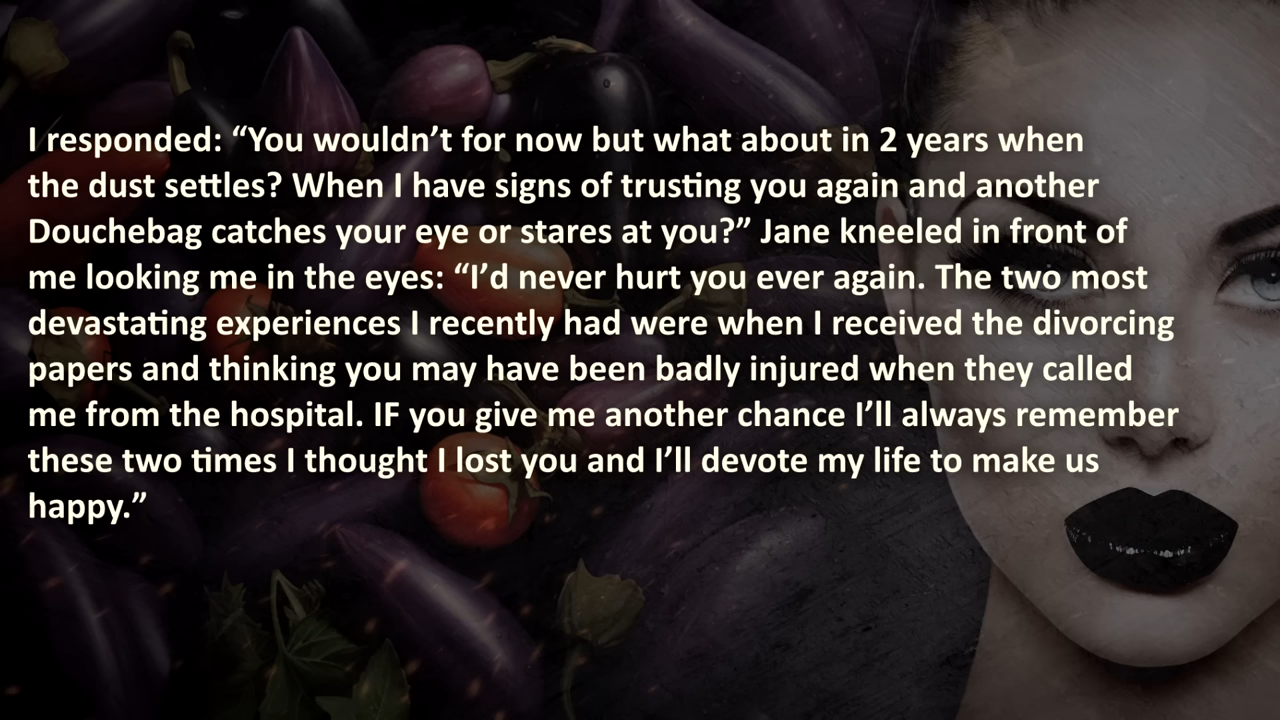 I responded: “You wouldn’t for now but what about in 2 years when
the dust settles? When I have signs of trusting you again and another
Douchebag catches your eye or stares at you?” Jane kneeled in front of
me looking me in the eyes: “I’d never hurt you ever again. The two most
devastating experiences I recently had were when I received the divorcing
papers and thinking you may have been badly injured when they called
me from the hospital. IF you give me another chance I’ll always remember
these two times I thought I lost you and I’ll devote my life to make us
happy.”